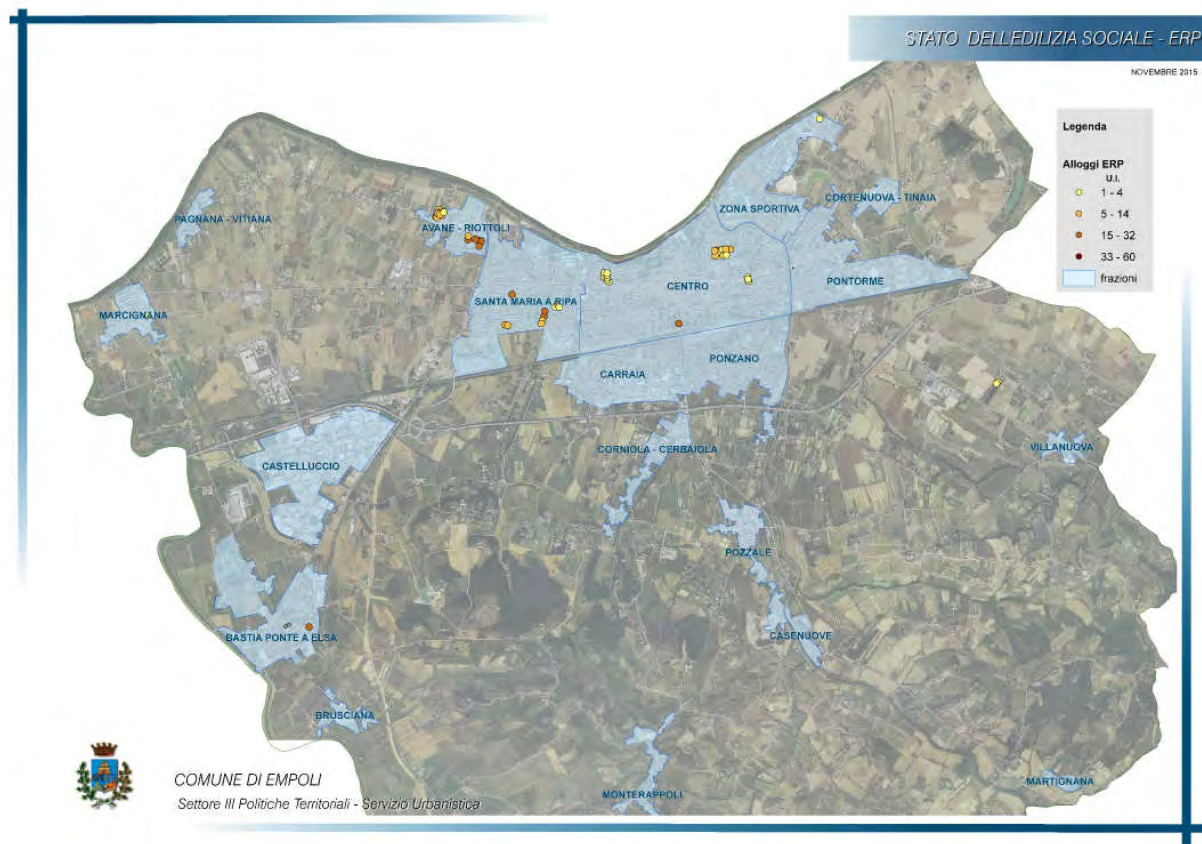 STATO DELL'EDILIZIA SOCIALE - ERP
NOVEMBRE 2015
Legenda
Alloggi ERP
U.I.
1 - 4
5 - 14
15 - 32
33 - 60
frazioni
PAGNANA - VITIANA
AVANE - RIOTTOLI
ZONA SPORTIVA
CORTENUOVA - TINAIA
MARCIGNANA
SANTA MARIA A RIPA
CENTRO
PONTORME
CARRAIA
PONZANO
CASTELLUCCIO
CORNIOLA - CERBAIOLA
VILLANUOVA
POZZALE
BASTIA PONTE A ELSA
CASENUOVE
BRUSCIANA
MONTERAPPOLI
MARTIGNANA
COMUNE DI EMPOLI
Settore III Politiche Territoriali - Servizio Urbanistica